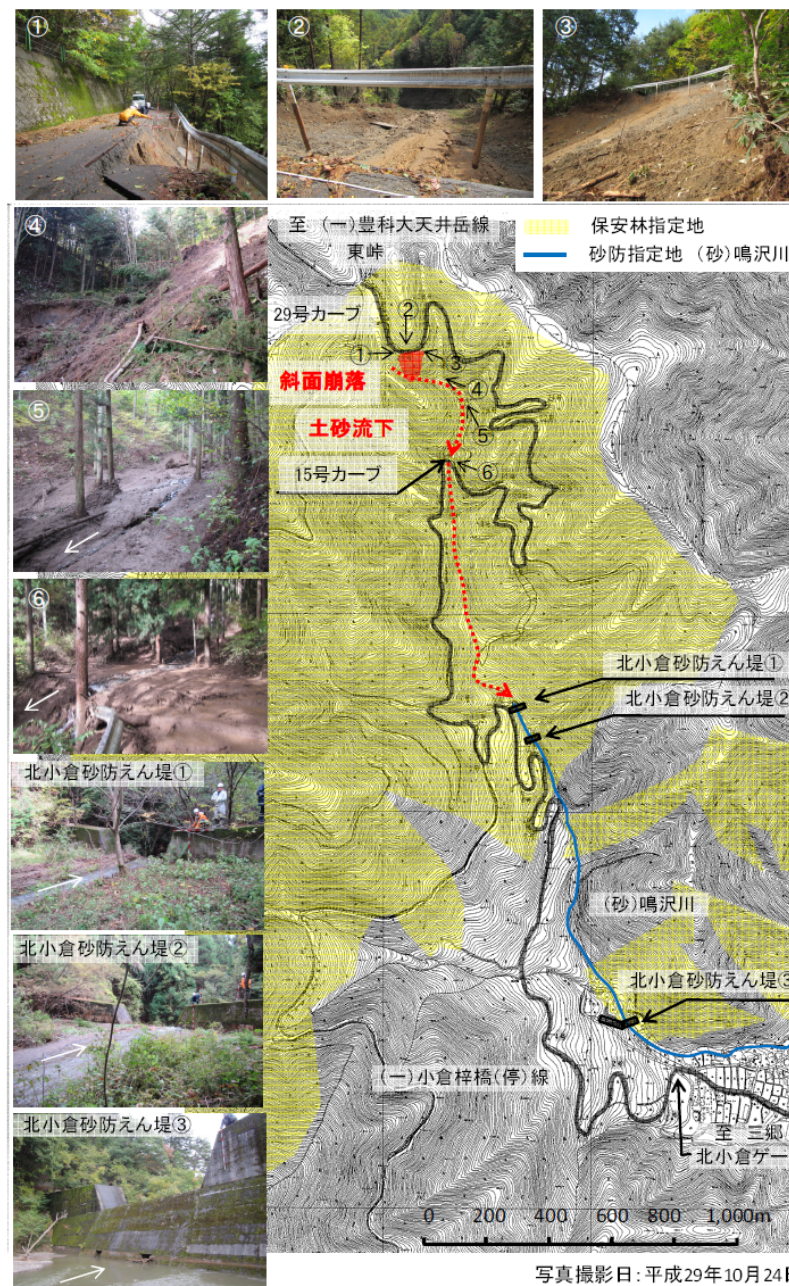 ①
②
③
④
⑤
⑥
北小倉砂防えん堤①
北小倉砂防えん堤②
北小倉砂防えん堤③
至 (一)豊科大天井岳線
東峠
保安林指定地
砂防指定地 (砂)鳴沢川
29号カーブ
2
①
3
斜面崩落
④
土砂流下
⑤
15号カーブ
⑥
北小倉砂防えん堤①
北小倉砂防えん堤②
(砂)鳴沢川
北小倉砂防えん堤③
(一)小倉梓橋(停)線
至 三郷
北小倉ゲー
0 200 400 600 800 1,000m
写真撮影日:平成29年10月24日